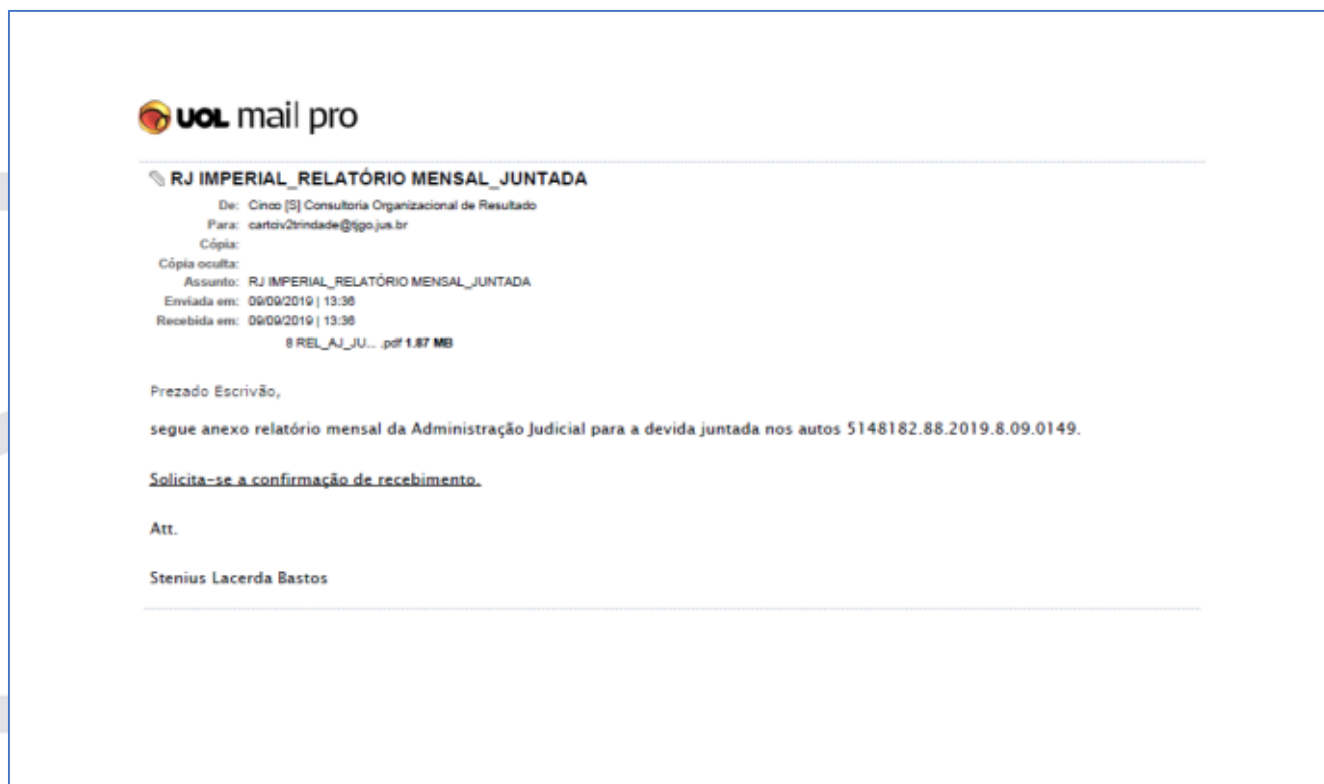 UOL mail pro
RJ IMPERIAL_RELATÓRIO MENSAL_JUNTADA
De: Cinco [S] Consultoria Organizacional de Resultado
Para: cartciv2trindade@tjgo.jus.br
Cópia:
Cópia oculta:
Assunto: RJ IMPERIAL_RELATÓRIO MENSAL_JUNTADA
Enviada em: 09/09/2019 | 13:36
Recebida em: 09/09/2019 | 13:36
8 REL_AJ_JU... .pdf 1.87 MB
Prezado Escrivão,
segue anexo relatório mensal da Administração Judicial para a devida juntada nos autos 5148182.88.2019.8.09.0149.
Solicita-se a confirmação de recebimento.
Att.
Stenius Lacerda Bastos